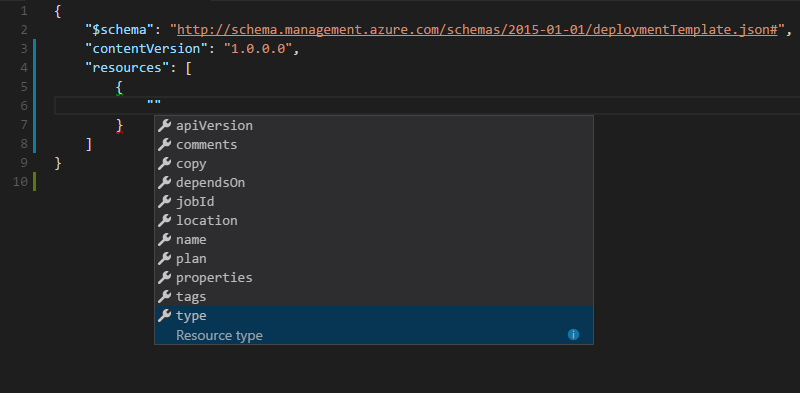 1 {
2 "$schema": "http://schema.management.azure.com/schemas/2015-01-01/deploymentTemplate.json#",
3 "contentVersion": "1.0.0.0",
4 "resources": [
5 {
6 ""
7 }
8 ]
9 }
10
apiVersion
comments
copy
dependsOn
jobId
location
name
plan
properties
tags
type
Resource type